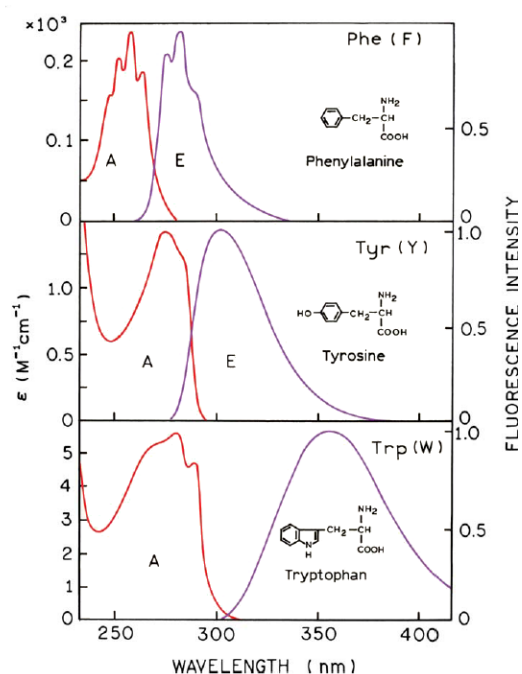 ×10³
Phe (F)
0.2
0.1
0
A
E
NH₂
CH₂-CH
COOH
Phenylalanine
0.5
Tyr (Y)
1.0
0.5
0
A
E
HO
NH₂
CH₂-CH
COOH
Tyrosine
1.0
0.5
0
Trp (W)
5
4
3
2
1
0
A
N
H
NH₂
CH₂-CH
COOH
Tryptophan
1.0
0.5
0
250
300
350
400
WAVELENGTH (nm)
ε (M⁻¹cm⁻¹)
FLUORESCENCE INTENSITY